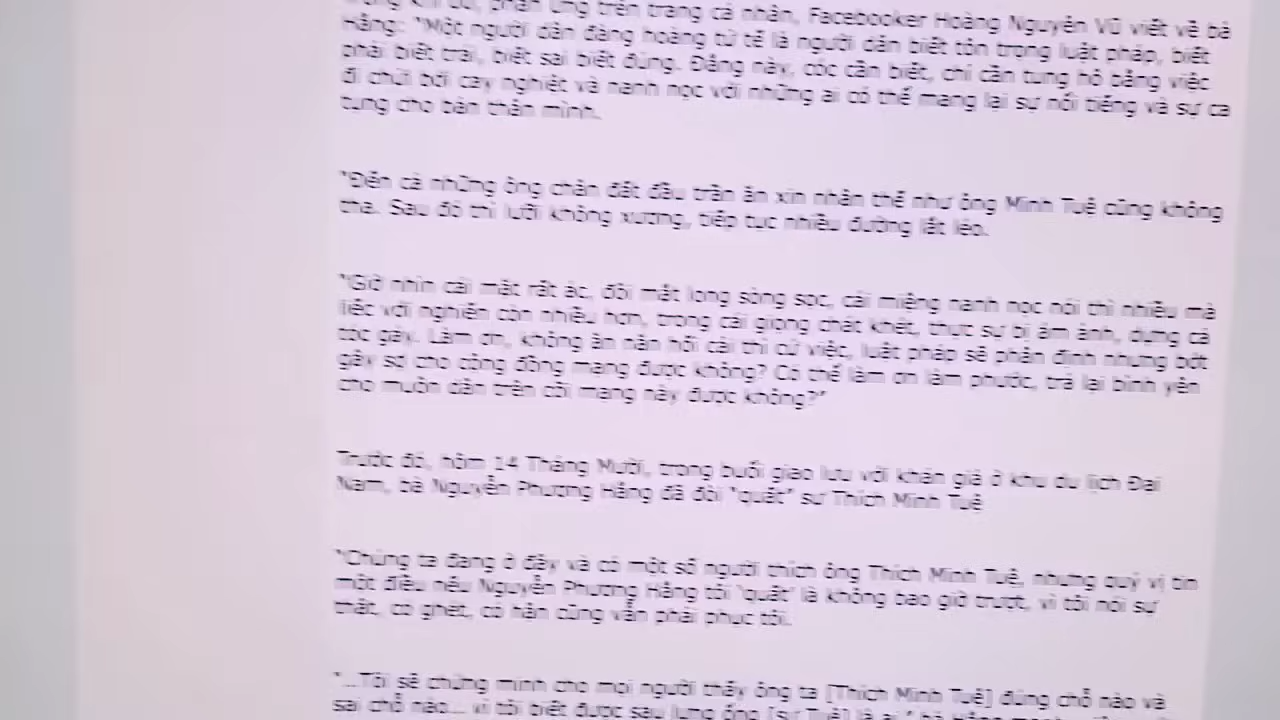 phản ứng trên trang cá nhân, Facebooker Hoàng Nguyên Vũ viết về bà
Hằng: "Một người dân đàng hoàng tử tế là người dân biết tôn trọng luật pháp, biết
phải biết trái, biết sai biết đúng. Đằng này, cóc cần biết, chỉ cần tung hô bằng việc
đi chửi bới cay nghiệt và nanh nọc với những ai có thể mang lại sự nổi tiếng và sự ca
tụng cho bản thân mình.
"Đến cả những ông chân đất đầu trần ăn xin nhân thế như ông Minh Tuệ cũng không
tha. Sau đó thì lưỡi không xương, tiếp tục nhiều đường lắt léo.
"Giờ nhìn cái mặt rất ác, đôi mắt long sòng sọc, cái miệng nanh nọc nói thì nhiều mà
liếc với nghiến còn nhiều hơn, trong cái giọng chát khét, thực sự bị ám ảnh, dựng cả
tóc gáy. Làm ơn, không ăn năn hối cải thì cứ việc, luật pháp sẽ phân định nhưng bớt
gây sợ cho cộng đồng mạng được không? Có thể làm ơn làm phước, trả lại bình yên
cho muôn dân trên cõi mạng này được không?"
Trước đó, hôm 14 Tháng Mười, trong buổi giao lưu với khán giả ở khu du lịch Đại
Nam, bà Nguyễn Phương Hằng đã đòi "quất" sư Thích Minh Tuệ
"Chúng ta đang ở đây và có một số người thích ông Thích Minh Tuệ, nhưng quý vị tin
một điều nếu Nguyễn Phương Hằng tôi 'quất' là không bao giờ trượt, vì tôi nói sự
thật, có ghét, có hận cũng vẫn phải phục tôi.
"...Tôi sẽ chứng minh cho mọi người thấy ông ta [Thích Minh Tuệ] đúng chỗ nào và
sai chỗ nào... vì tôi biết được sau lưng ổng [sư Tuệ] là ai," bà Hằng